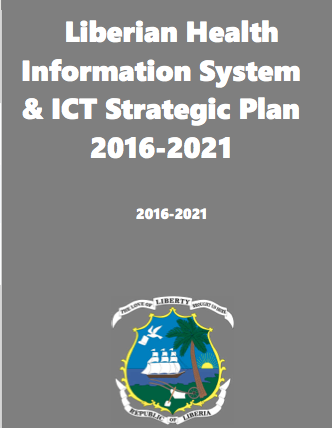 Liberian Health
Information System
& ICT Strategic Plan
2016-2021
2016-2021
THE LOVE OF LIBERTY BROUGHT US HERE
REPUBLIC OF LIBERIA